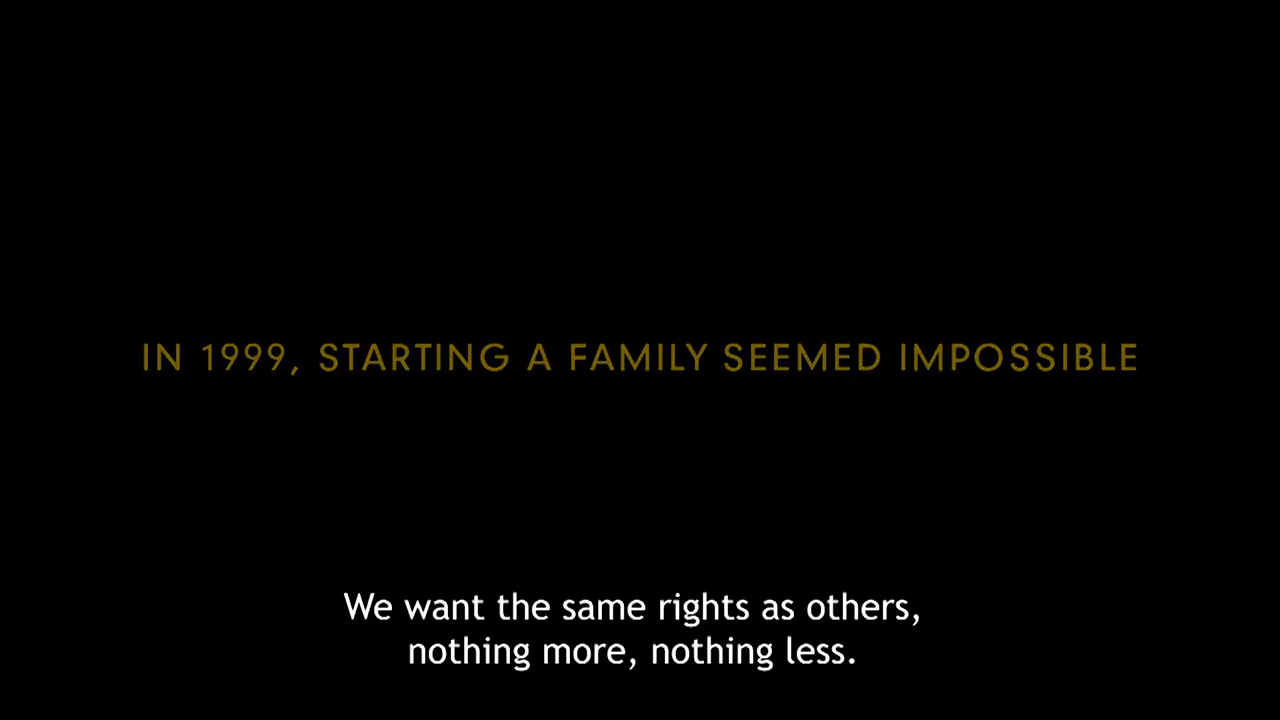 IN 1999, STARTING A FAMILY SEEMED IMPOSSIBLE
We want the same rights as others,
nothing more, nothing less.